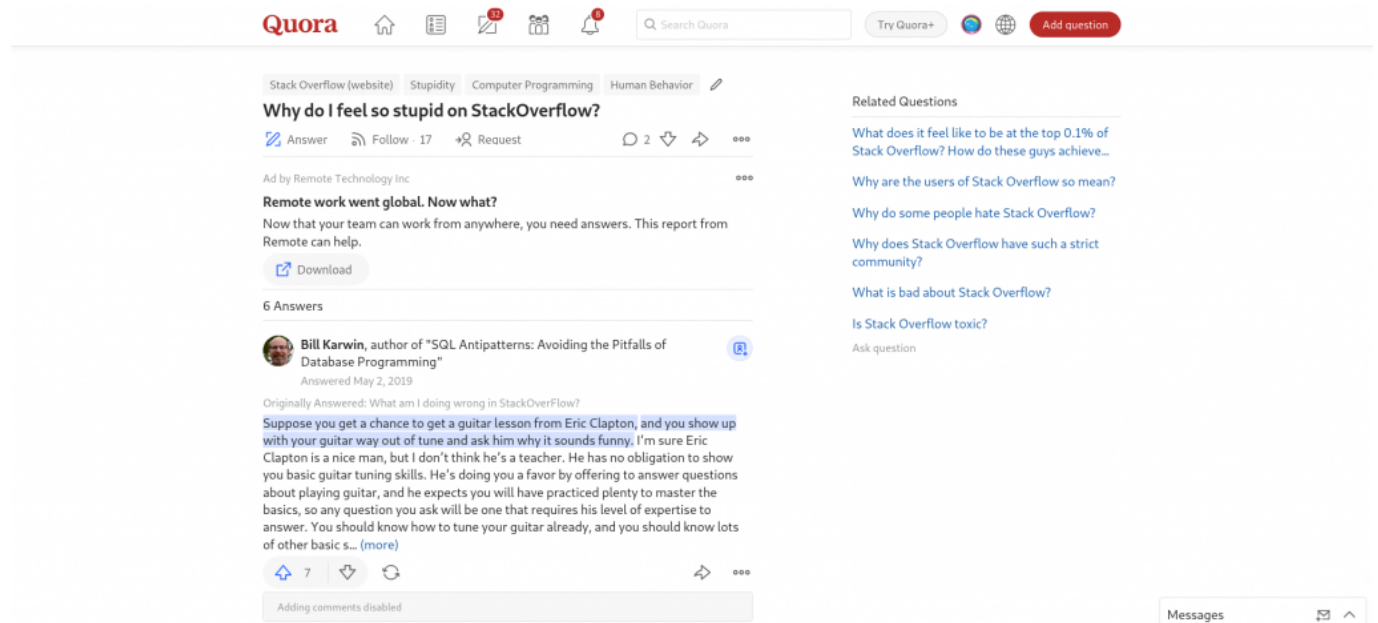 Quora
32
8
Search Quora
Try Quora+
Add question
Stack Overflow (website) Stupidity Computer Programming Human Behavior
Why do I feel so stupid on StackOverflow?
Answer Follow · 17 Request 2
Ad by Remote Technology Inc
Remote work went global. Now what?
Now that your team can work from anywhere, you need answers. This report from
Remote can help.
Download
6 Answers
Bill Karwin, author of "SQL Antipatterns: Avoiding the Pitfalls of
Database Programming"
Answered May 2, 2019
Originally Answered: What am I doing wrong in StackOverFlow?
Suppose you get a chance to get a guitar lesson from Eric Clapton, and you show up
with your guitar way out of tune and ask him why it sounds funny. I'm sure Eric
Clapton is a nice man, but I don't think he's a teacher. He has no obligation to show
you basic guitar tuning skills. He's doing you a favor by offering to answer questions
about playing guitar, and he expects you will have practiced plenty to master the
basics, so any question you ask will be one that requires his level of expertise to
answer. You should know how to tune your guitar already, and you should know lots
of other basic s... (more)
7
Adding comments disabled
Related Questions
What does it feel like to be at the top 0.1% of
Stack Overflow? How do these guys achieve...
Why are the users of Stack Overflow so mean?
Why do some people hate Stack Overflow?
Why does Stack Overflow have such a strict
community?
What is bad about Stack Overflow?
Is Stack Overflow toxic?
Ask question
Messages